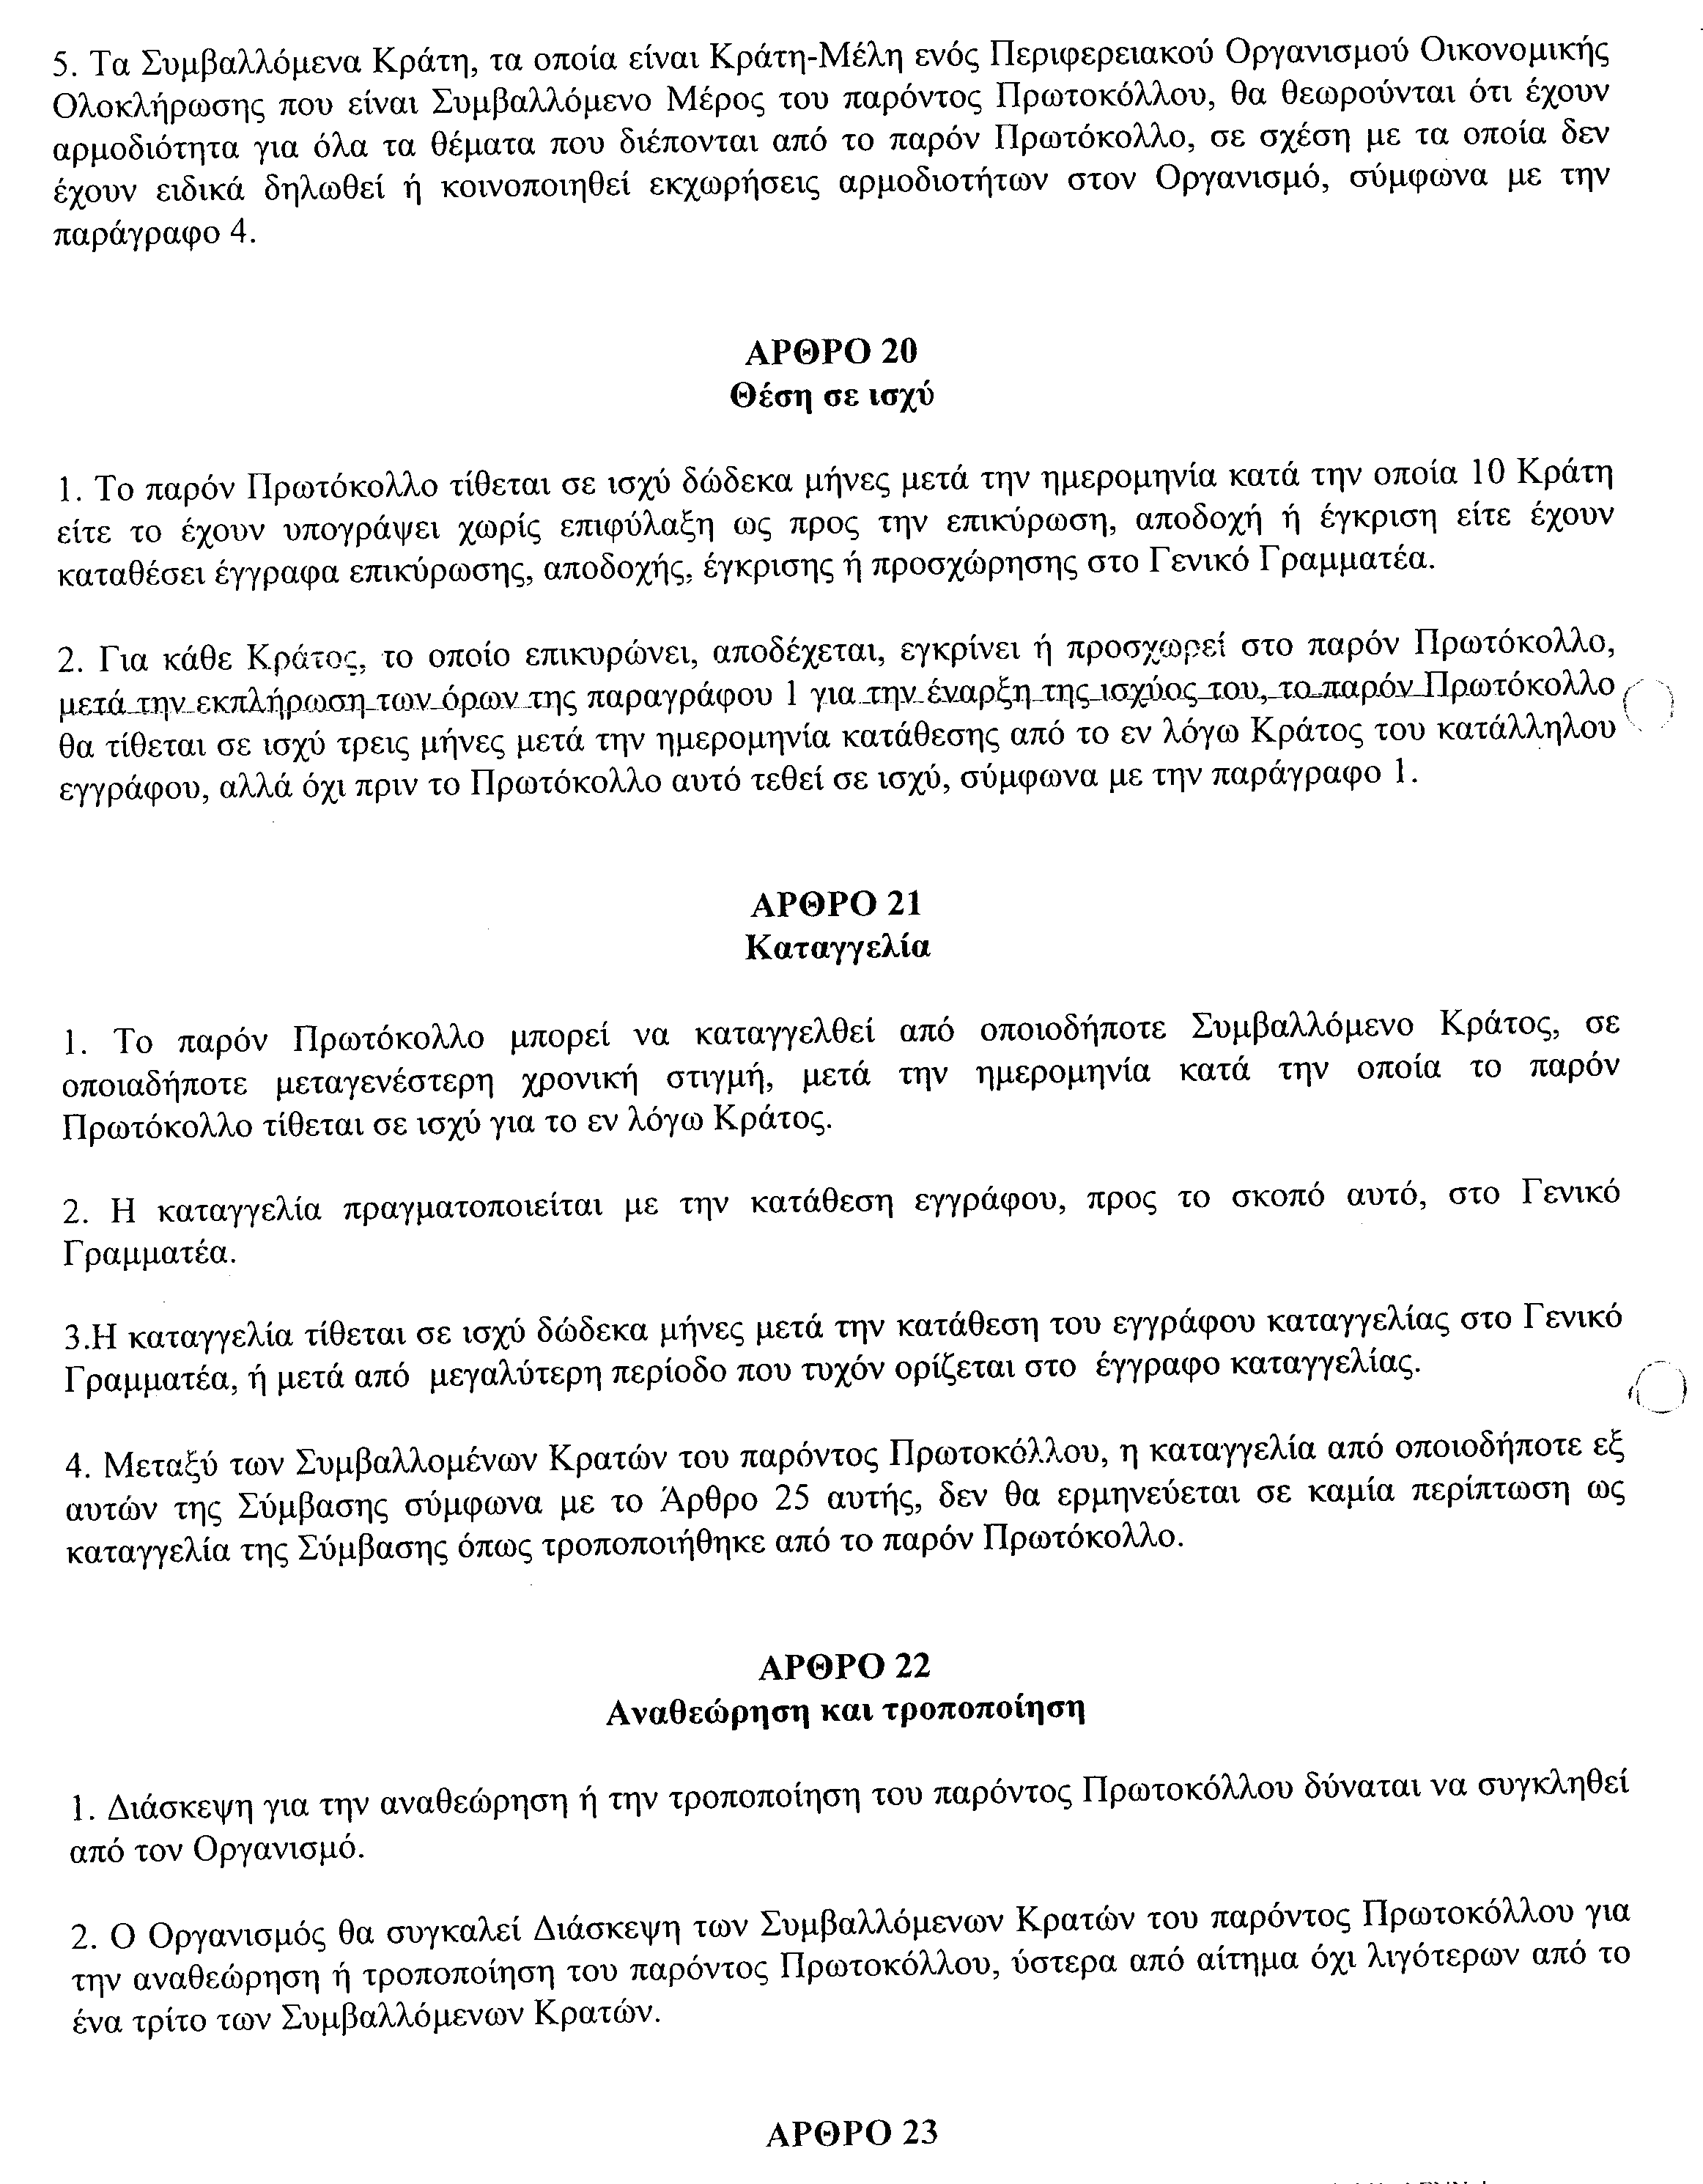 5. Τα Συμβαλλόμενα Κράτη, τα οποία είναι Κράτη-Μέλη ενός Περιφερειακού Οργανισμού Οικονομικής
Ολοκλήρωσης που είναι Συμβαλλόμενο Μέρος του παρόντος Πρωτοκόλλου, θα θεωρούνται ότι έχουν
αρμοδιότητα για όλα τα θέματα που διέπονται από το παρόν Πρωτόκολλο, σε σχέση με τα οποία δεν
έχουν ειδικά δηλωθεί ή κοινοποιηθεί εκχωρήσεις αρμοδιοτήτων στον Οργανισμό, σύμφωνα με την
παράγραφο 4.
ΑΡΘΡΟ 20
Θέση σε ισχύ
1. Το παρόν Πρωτόκολλο τίθεται σε ισχύ δώδεκα μήνες μετά την ημερομηνία κατά την οποία 10 Κράτη
είτε το έχουν υπογράψει χωρίς επιφύλαξη ως προς την επικύρωση, αποδοχή ή έγκριση είτε έχουν
καταθέσει έγγραφα επικύρωσης, αποδοχής, έγκρισης ή προσχώρησης στο Γενικό Γραμματέα.
2. Για κάθε Κράτος, το οποίο επικυρώνει, αποδέχεται, εγκρίνει ή προσχωρεί στο παρόν Πρωτόκολλο,
μετά την εκπλήρωση των όρων της παραγράφου 1 για την έναρξη της ισχύος του, το παρόν Πρωτόκολλο
θα τίθεται σε ισχύ τρεις μήνες μετά την ημερομηνία κατάθεσης από το εν λόγω Κράτος του κατάλληλου
εγγράφου, αλλά όχι πριν το Πρωτόκολλο αυτό τεθεί σε ισχύ, σύμφωνα με την παράγραφο 1.
ΑΡΘΡΟ 21
Καταγγελία
1. Το παρόν Πρωτόκολλο μπορεί να καταγγελθεί από οποιοδήποτε Συμβαλλόμενο Κράτος, σε
οποιαδήποτε μεταγενέστερη χρονική στιγμή, μετά την ημερομηνία κατά την οποία το παρόν
Πρωτόκολλο τίθεται σε ισχύ για το εν λόγω Κράτος.
2. Η καταγγελία πραγματοποιείται με την κατάθεση εγγράφου, προς το σκοπό αυτό, στο Γενικό
Γραμματέα.
3.Η καταγγελία τίθεται σε ισχύ δώδεκα μήνες μετά την κατάθεση του εγγράφου καταγγελίας στο Γενικό
Γραμματέα, ή μετά από μεγαλύτερη περίοδο που τυχόν ορίζεται στο έγγραφο καταγγελίας.
4. Μεταξύ των Συμβαλλομένων Κρατών του παρόντος Πρωτοκόλλου, η καταγγελία από οποιοδήποτε εξ
αυτών της Σύμβασης σύμφωνα με το Άρθρο 25 αυτής, δεν θα ερμηνεύεται σε καμία περίπτωση ως
καταγγελία της Σύμβασης όπως τροποποιήθηκε από το παρόν Πρωτόκολλο.
ΑΡΘΡΟ 22
Αναθεώρηση και τροποποίηση
1. Διάσκεψη για την αναθεώρηση ή την τροποποίηση του παρόντος Πρωτοκόλλου δύναται να συγκληθεί
από τον Οργανισμό.
2. Ο Οργανισμός θα συγκαλεί Διάσκεψη των Συμβαλλόμενων Κρατών του παρόντος Πρωτοκόλλου για
την αναθεώρηση ή τροποποίηση του παρόντος Πρωτοκόλλου, ύστερα από αίτημα όχι λιγότερων από το
ένα τρίτο των Συμβαλλόμενων Κρατών.
ΑΡΘΡΟ 23